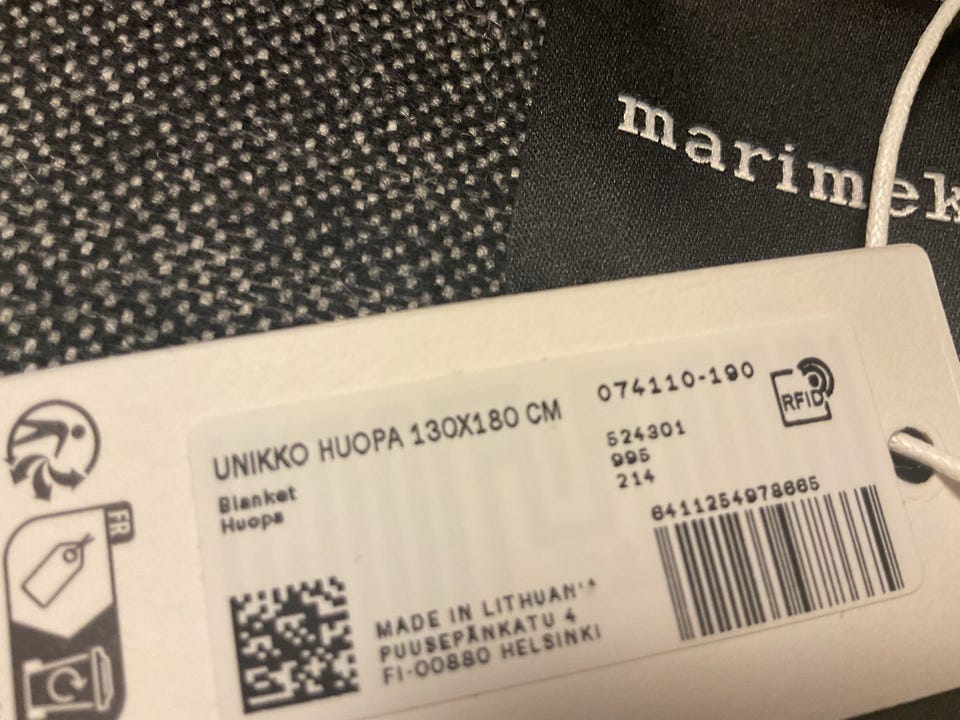 marimek
UNIKKO HUOPA 130X180 CM
Blanket
Huopa
074110-190
RFID
524301
995
214
6411254978665
FR
MADE IN LITHUANIA
PUUSEPÄNKATU 4
FI-00880 HELSINKI